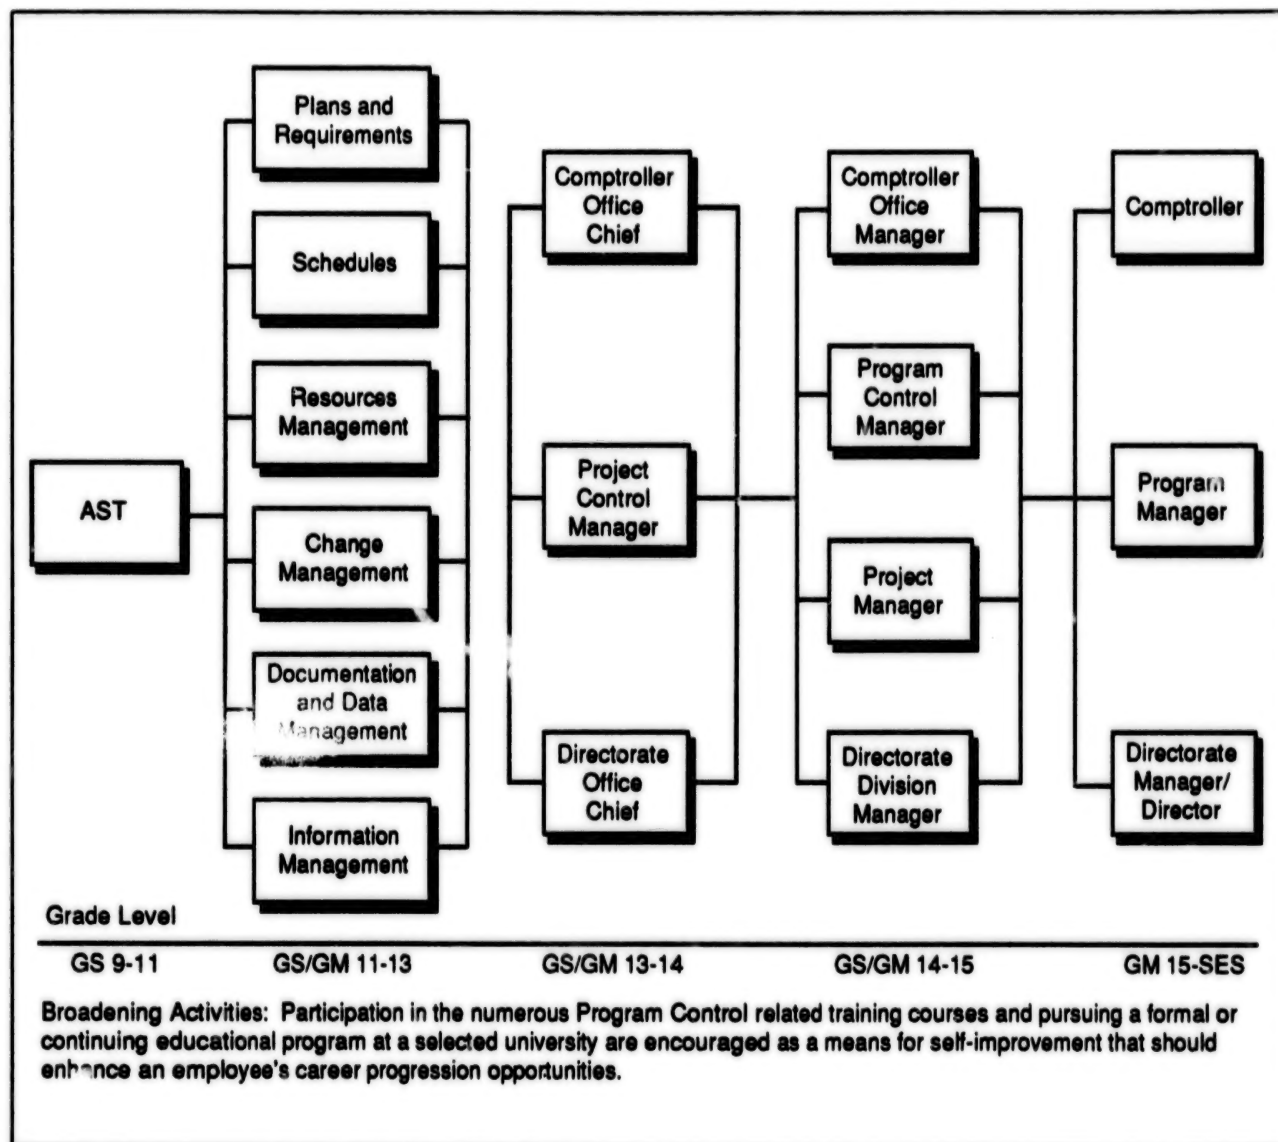 AST
Plans and
Requirements
Schedules
Resources
Management
Change
Management
Documentation
and Data
Management
Information
Management
Comptroller
Office
Chief
Project
Control
Manager
Directorate
Office
Chief
Comptroller
Office
Manager
Program
Control
Manager
Project
Manager
Directorate
Division
Manager
Comptroller
Program
Manager
Directorate
Manager/
Director
Grade Level
GS 9-11 GS/GM 11-13 GS/GM 13-14 GS/GM 14-15 GM 15-SES
Broadening Activities: Participation in the numerous Program Control related training courses and pursuing a formal or
continuing educational program at a selected university are encouraged as a means for self-improvement that should
enhance an employee's career progression opportunities.